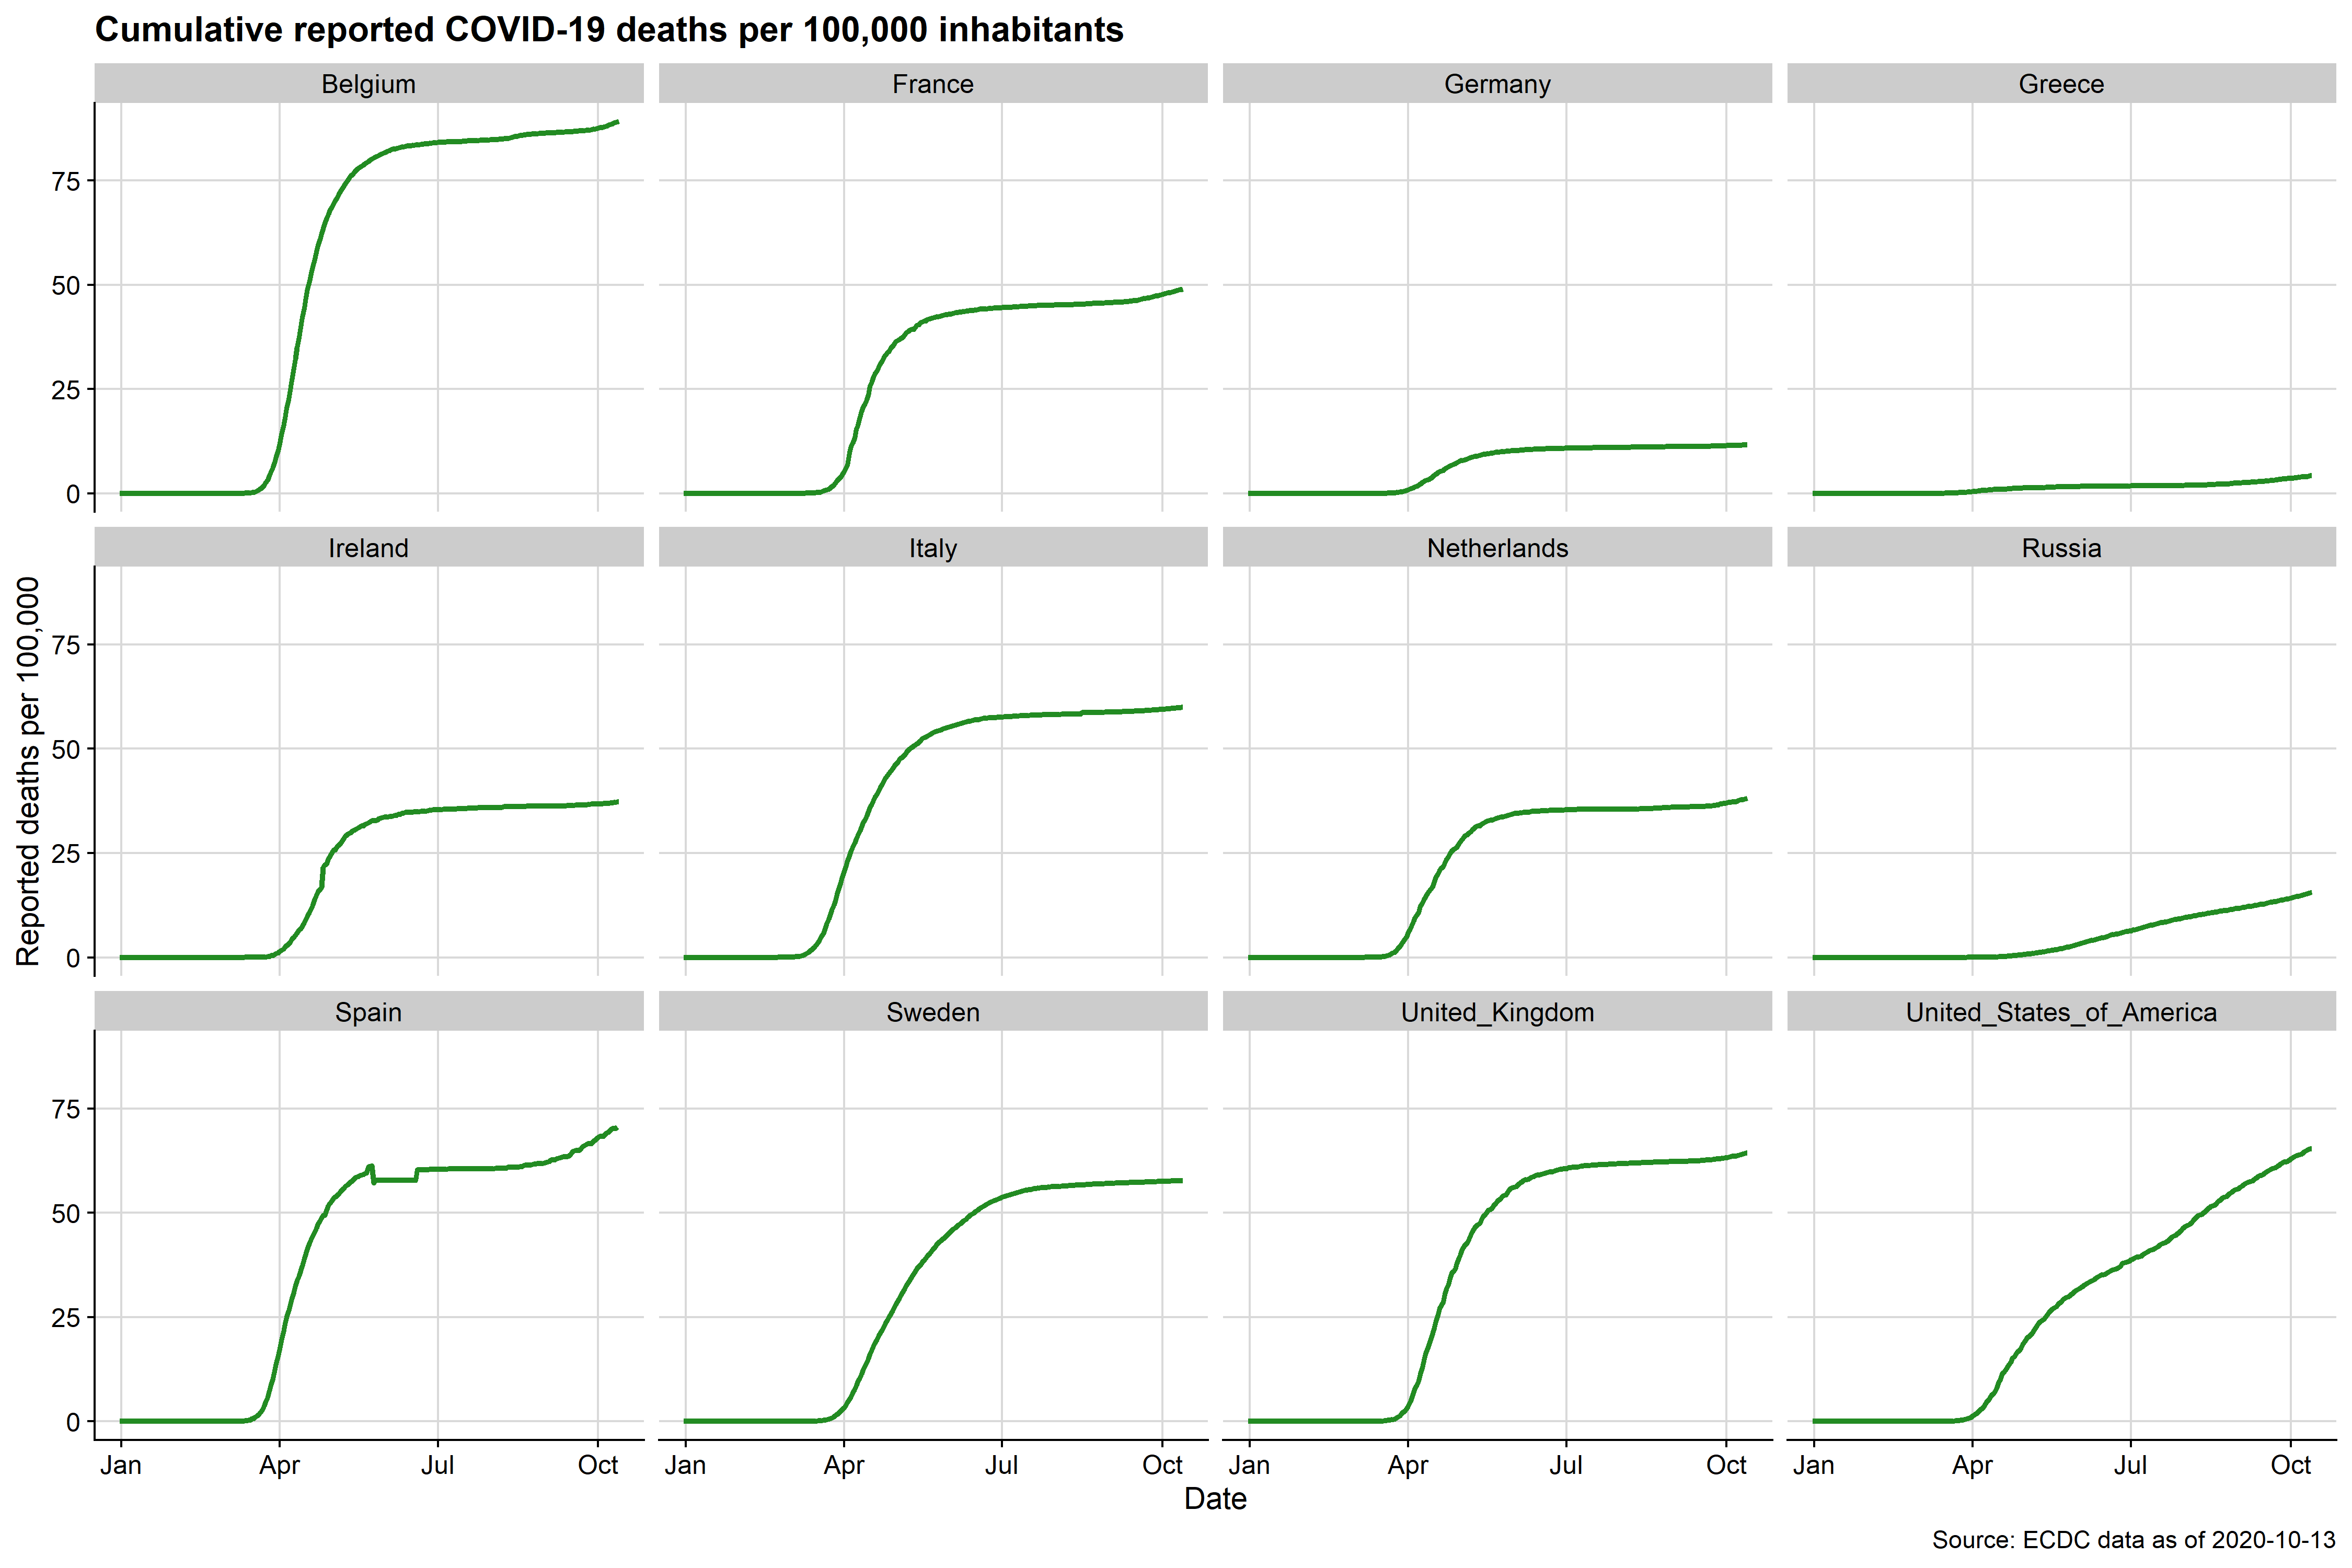 Cumulative reported COVID-19 deaths per 100,000 inhabitants
Belgium
France
Germany
Greece
75
50
25
0
Ireland
Italy
Netherlands
Russia
75
50
25
0
Reported deaths per 100,000
Spain
Sweden
United_Kingdom
United_States_of_America
75
50
25
0
Jan Apr Jul Oct
Jan Apr Jul Oct
Jan Apr Jul Oct
Jan Apr Jul Oct
Date
Source: ECDC data as of 2020-10-13